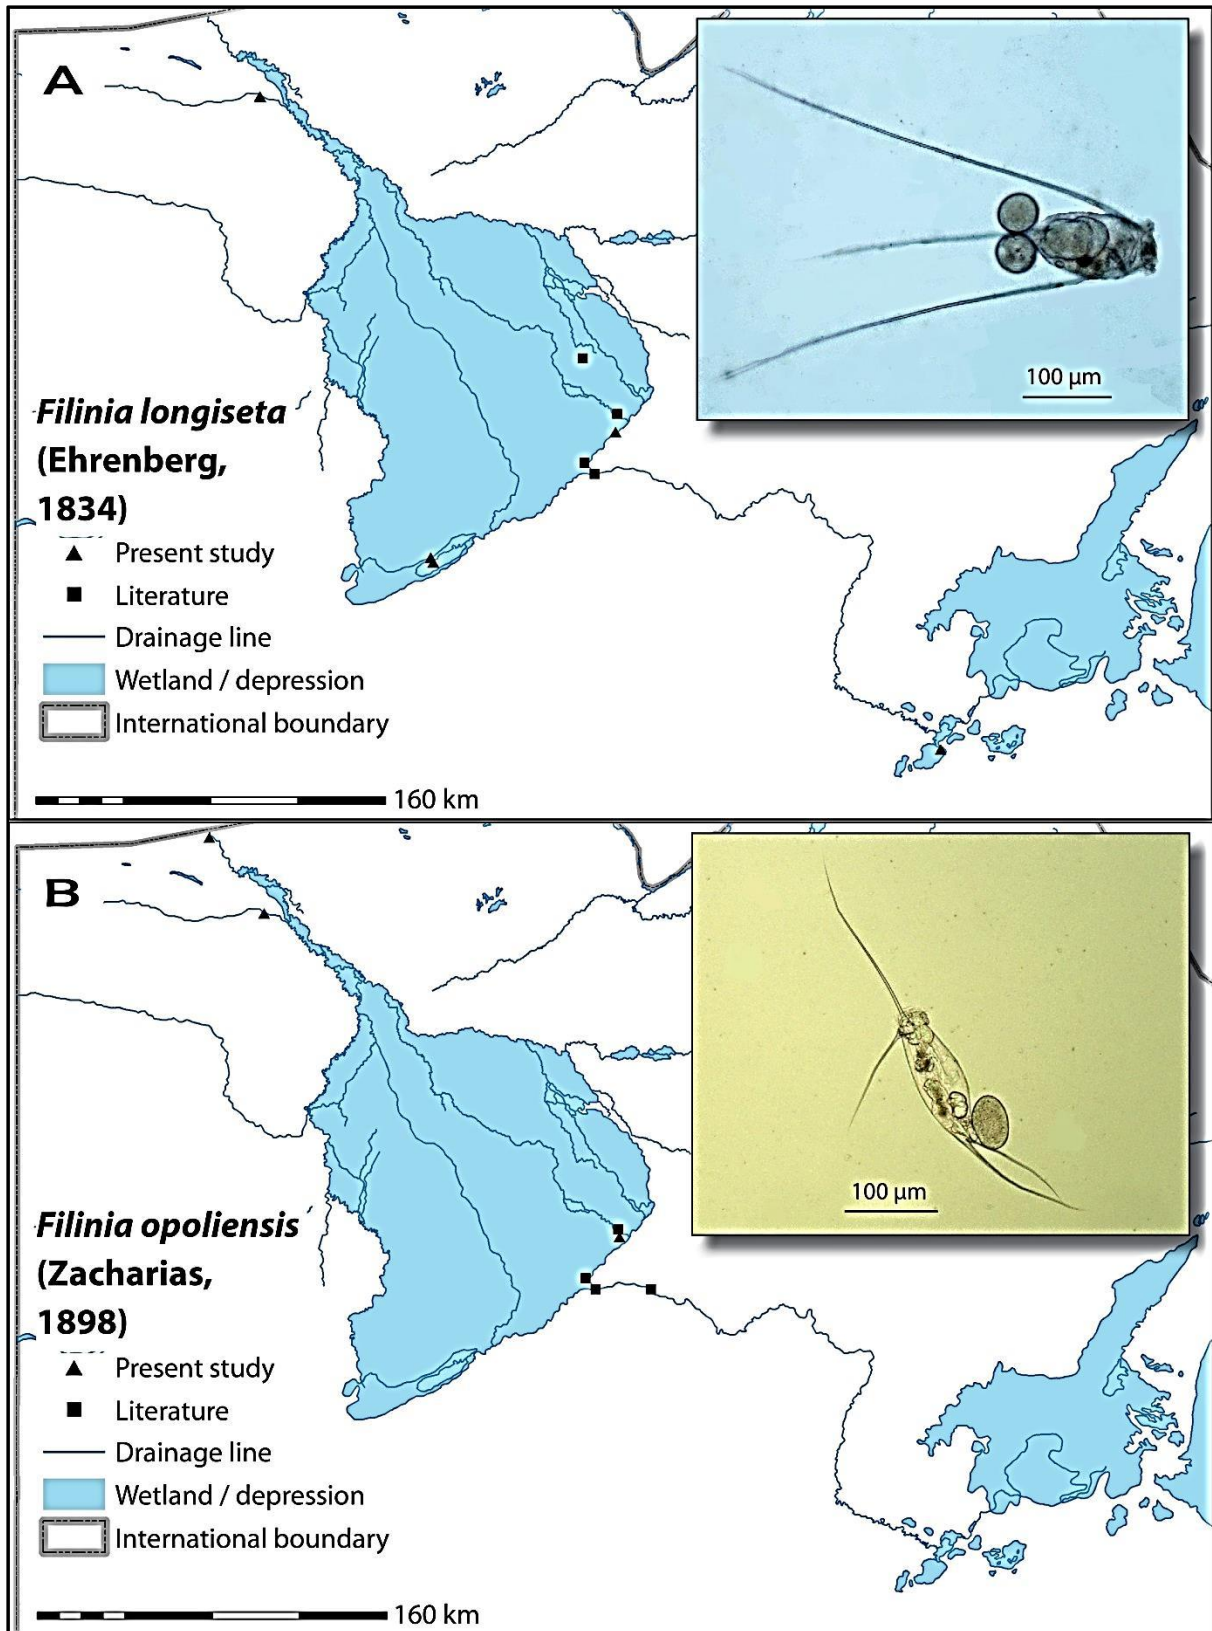 A
100 µm
Filinia longiseta
(Ehrenberg,
1834)
Present study
Literature
Drainage line
Wetland / depression
International boundary
160 km
B
100 µm
Filinia opoliensis
(Zacharias,
1898)
Present study
Literature
Drainage line
Wetland / depression
International boundary
160 km